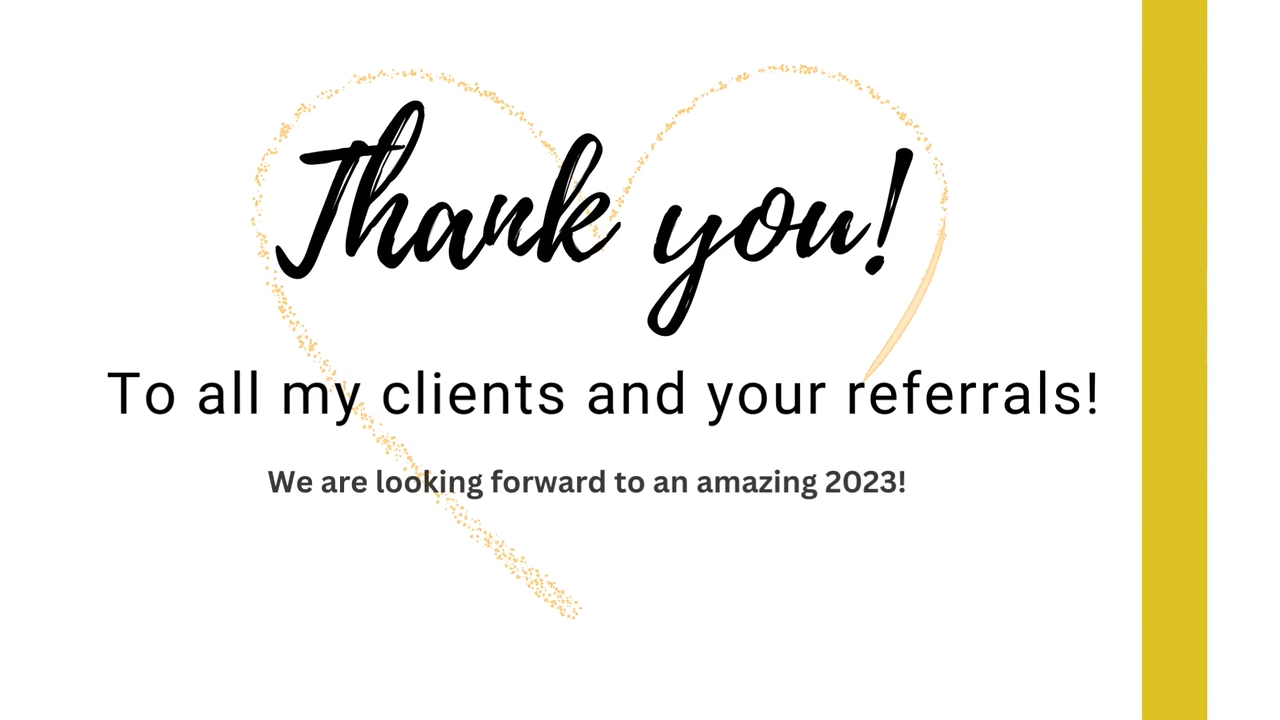 Thank you!
To all my clients and your referrals!
We are looking forward to an amazing 2023!